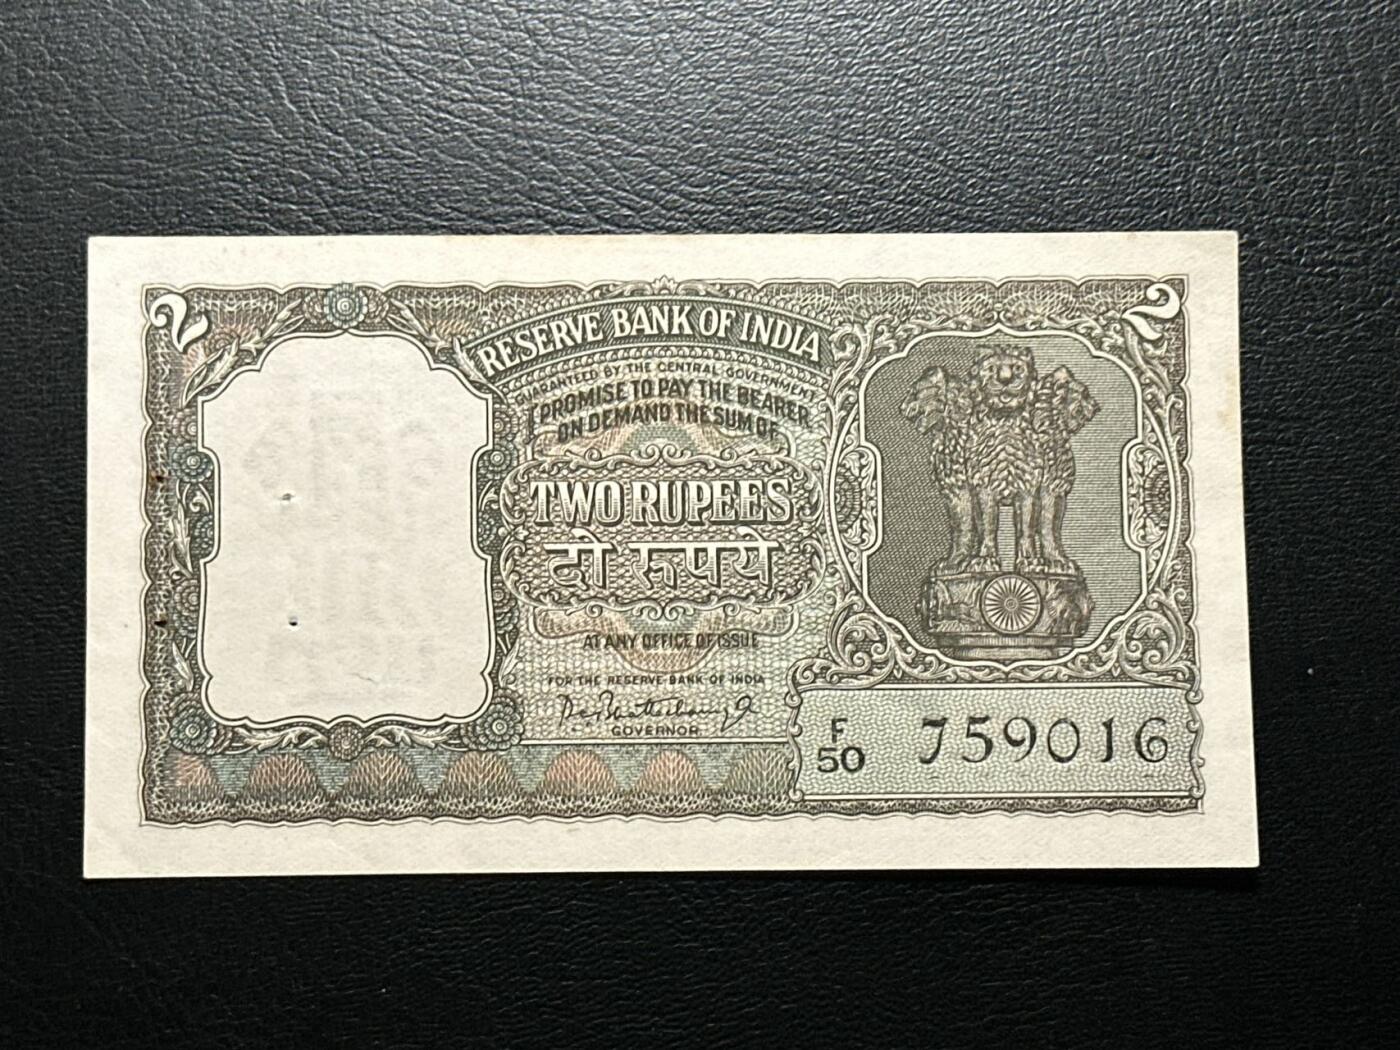 2 2
RESERVE BANK OF INDIA
GUARANTEED BY THE CENTRAL GOVERNMENT
I PROMISE TO PAY THE BEARER
ON DEMAND THE SUM OF
TWO RUPEES
दो रूपये
AT ANY OFFICE OF ISSUE
FOR THE RESERVE BANK OF INDIA
GOVERNOR
F
50 759016